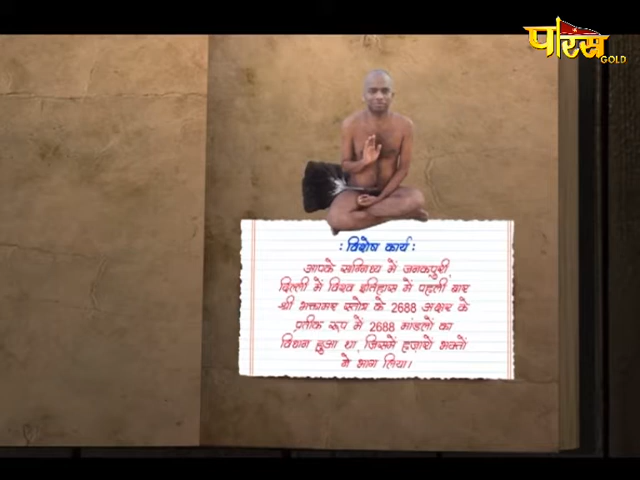 पारस
GOLD
: विशेष कार्य :
आपके सानिध्य में जनकपुरी,
दिल्ली में विश्व इतिहास में पहली बार
श्री भक्तामर स्तोत्र के 2688 अक्षर के
प्रतीक रूप में 2688 मांडलों का
विधान हुआ था, जिसमें हज़ारों भक्तों
ने भाग लिया।